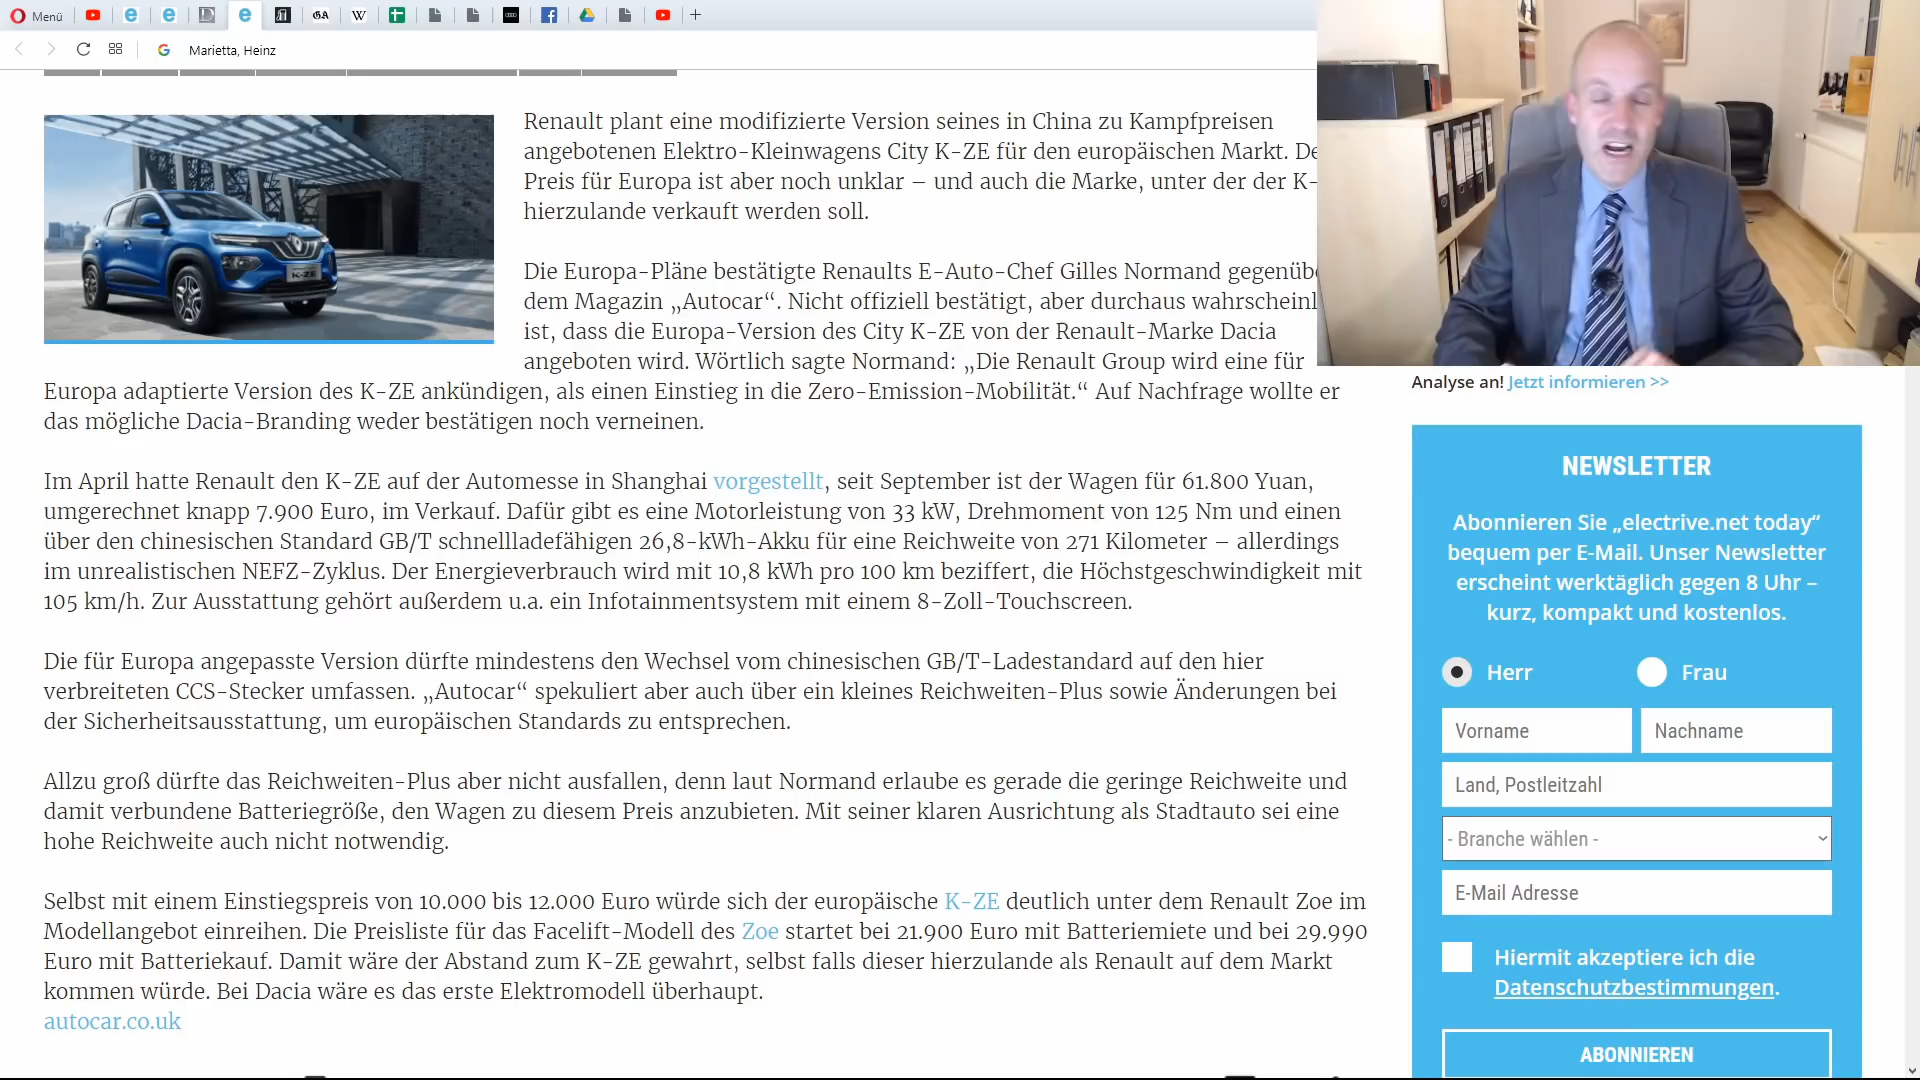 Menü
Marietta, Heinz
Renault plant eine modifizierte Version seines in China zu Kampfpreisen
angebotenen Elektro-Kleinwagens City K-ZE für den europäischen Markt. De
Preis für Europa ist aber noch unklar – und auch die Marke, unter der der K-
hierzulande verkauft werden soll.
Die Europa-Pläne bestätigte Renaults E-Auto-Chef Gilles Normand gegenübe
dem Magazin „Autocar“. Nicht offiziell bestätigt, aber durchaus wahrscheinl
ist, dass die Europa-Version des City K-ZE von der Renault-Marke Dacia
angeboten wird. Wörtlich sagte Normand: „Die Renault Group wird eine für
Europa adaptierte Version des K-ZE ankündigen, als einen Einstieg in die Zero-Emission-Mobilität.“ Auf Nachfrage wollte er
das mögliche Dacia-Branding weder bestätigen noch verneinen.
Im April hatte Renault den K-ZE auf der Automesse in Shanghai vorgestellt, seit September ist der Wagen für 61.800 Yuan,
umgerechnet knapp 7.900 Euro, im Verkauf. Dafür gibt es eine Motorleistung von 33 kW, Drehmoment von 125 Nm und einen
über den chinesischen Standard GB/T schnellladefähigen 26,8-kWh-Akku für eine Reichweite von 271 Kilometer – allerdings
im unrealistischen NEFZ-Zyklus. Der Energieverbrauch wird mit 10,8 kWh pro 100 km beziffert, die Höchstgeschwindigkeit mit
105 km/h. Zur Ausstattung gehört außerdem u.a. ein Infotainmentsystem mit einem 8-Zoll-Touchscreen.
Die für Europa angepasste Version dürfte mindestens den Wechsel vom chinesischen GB/T-Ladestandard auf den hier
verbreiteten CCS-Stecker umfassen. „Autocar“ spekuliert aber auch über ein kleines Reichweiten-Plus sowie Änderungen bei
der Sicherheitsausstattung, um europäischen Standards zu entsprechen.
Allzu groß dürfte das Reichweiten-Plus aber nicht ausfallen, denn laut Normand erlaube es gerade die geringe Reichweite und
damit verbundene Batteriegröße, den Wagen zu diesem Preis anzubieten. Mit seiner klaren Ausrichtung als Stadtauto sei eine
hohe Reichweite auch nicht notwendig.
Selbst mit einem Einstiegspreis von 10.000 bis 12.000 Euro würde sich der europäische K-ZE deutlich unter dem Renault Zoe im
Modellangebot einreihen. Die Preisliste für das Facelift-Modell des Zoe startet bei 21.900 Euro mit Batteriemiete und bei 29.990
Euro mit Batteriekauf. Damit wäre der Abstand zum K-ZE gewahrt, selbst falls dieser hierzulande als Renault auf dem Markt
kommen würde. Bei Dacia wäre es das erste Elektromodell überhaupt.
autocar.co.uk
K-ZE
Analyse an! Jetzt informieren >>
NEWSLETTER
Abonnieren Sie „electrive.net today“
bequem per E-Mail. Unser Newsletter
erscheint werktäglich gegen 8 Uhr –
kurz, kompakt und kostenlos.
Herr Frau
Vorname Nachname
Land, Postleitzahl
- Branche wählen -
E-Mail Adresse
Hiermit akzeptiere ich die
Datenschutzbestimmungen.
ABONNIEREN